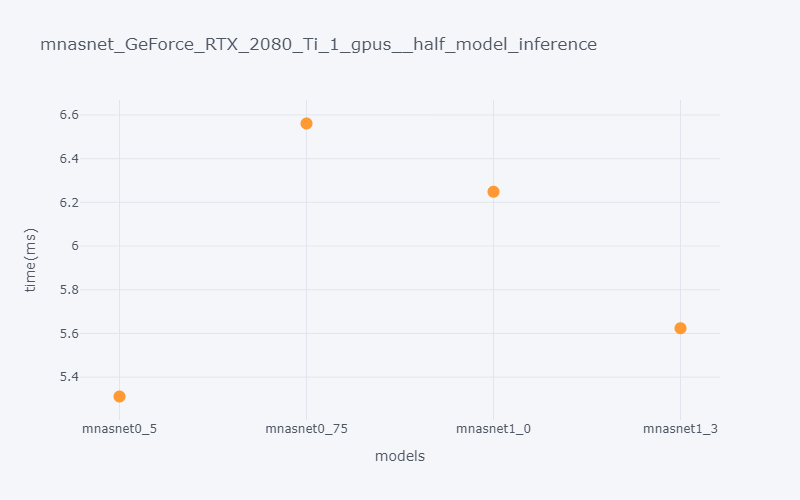 mnasnet_GeForce_RTX_2080_Ti_1_gpus__half_model_inference
6.6
6.4
6.2
6
5.8
5.6
5.4
time(ms)
mnasnet0_5
mnasnet0_75
mnasnet1_0
mnasnet1_3
models